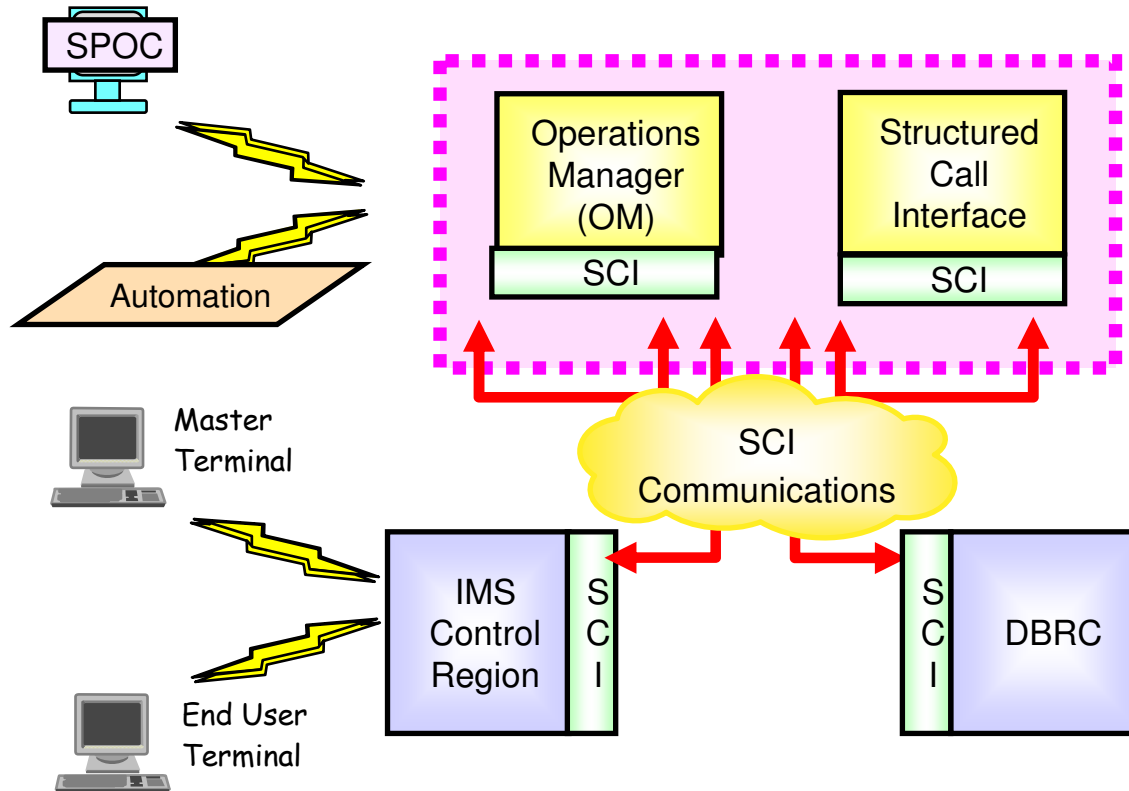 SPOC
Operations
Manager
(OM)
SCI
Structured
Call
Interface
SCI
Automation
Master
Terminal
SCI
Communications
IMS
Control
Region
S
C
I
S
C
I
DBRC
End User
Terminal